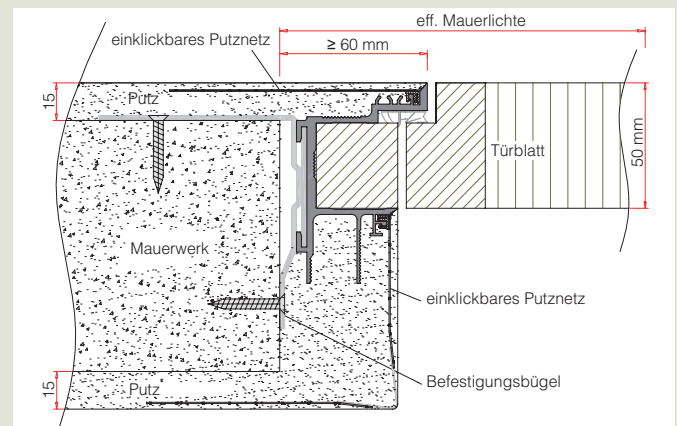 eff. Mauerlichte
einklickbares Putznetz
≥ 60 mm
15
Putz
Türblatt
50 mm
Mauerwerk
einklickbares Putznetz
Befestigungsbügel
15
Putz